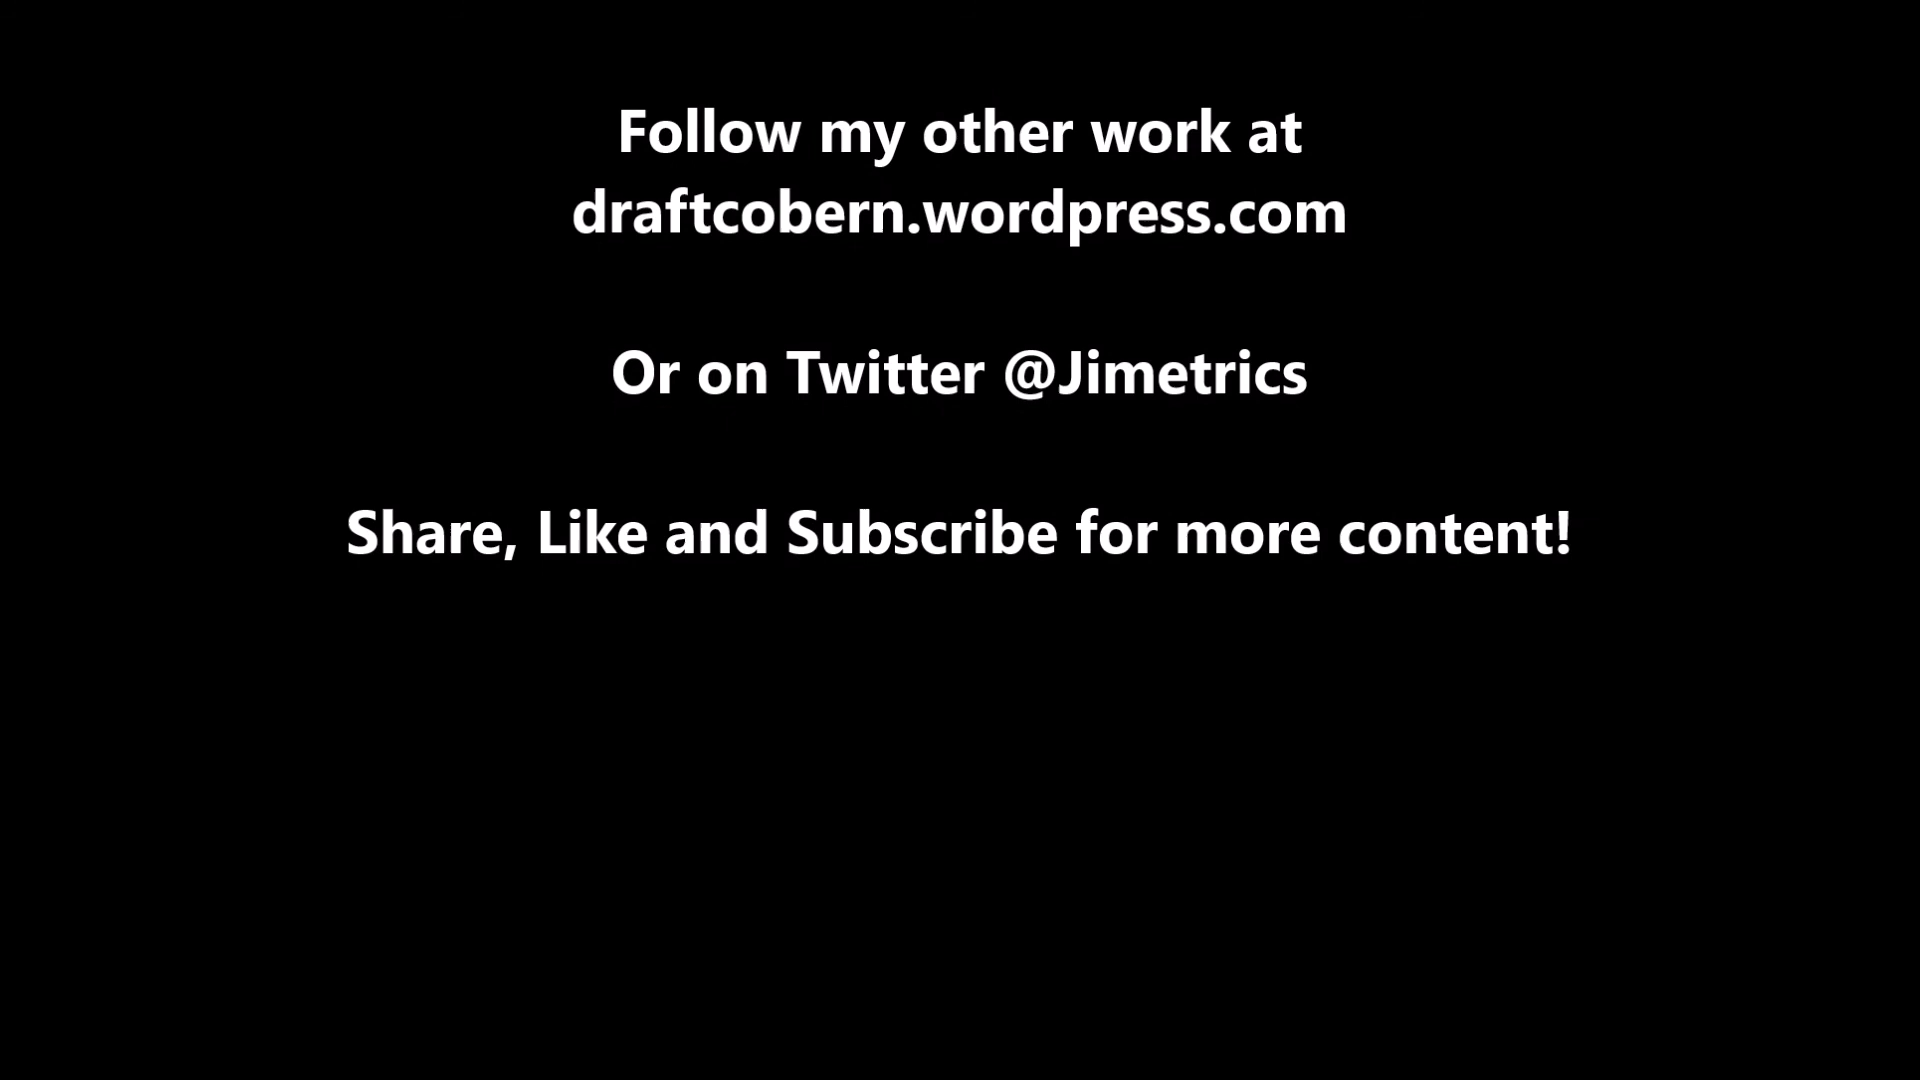 Follow my other work at
draftcobern.wordpress.com
Or on Twitter @Jimetrics
Share, Like and Subscribe for more content!